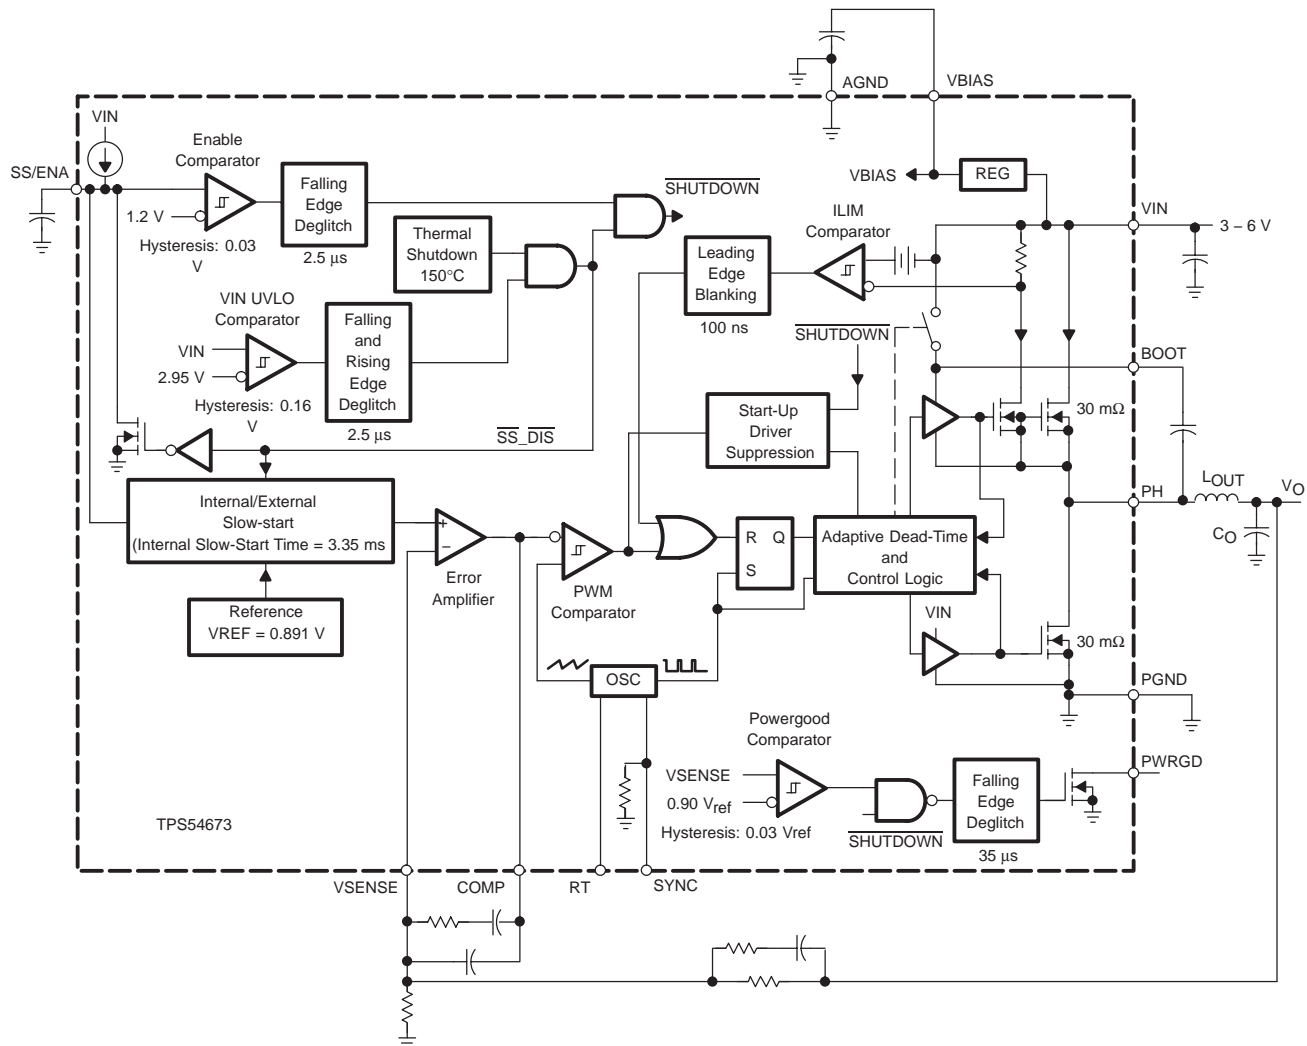 AGND
VBIAS
VIN
Enable
Comparator
SS/ENA
1.2 V
Hysteresis: 0.03
V
Falling
Edge
Deglitch
2.5 µs
SHUTDOWN
VBIAS
REG
VIN
3 – 6 V
ILIM
Comparator
Thermal
Shutdown
150°C
Leading
Edge
Blanking
100 ns
VIN UVLO
Comparator
VIN
2.95 V
Hysteresis: 0.16
V
Falling
and
Rising
Edge
Deglitch
2.5 µs
SHUTDOWN
BOOT
Start-Up
Driver
Suppression
30 mΩ
SS_DIS
Internal/External
Slow-start
(Internal Slow-Start Time = 3.35 ms
Reference
VREF = 0.891 V
+
−
Error
Amplifier
PWM
Comparator
R Q
S
Adaptive Dead-Time
and
Control Logic
PH
LOUT
VO
CO
VIN
30 mΩ
OSC
PGND
Powergood
Comparator
VSENSE
0.90 Vref
Hysteresis: 0.03 Vref
SHUTDOWN
Falling
Edge
Deglitch
35 µs
PWRGD
TPS54673
VSENSE
COMP
RT
SYNC